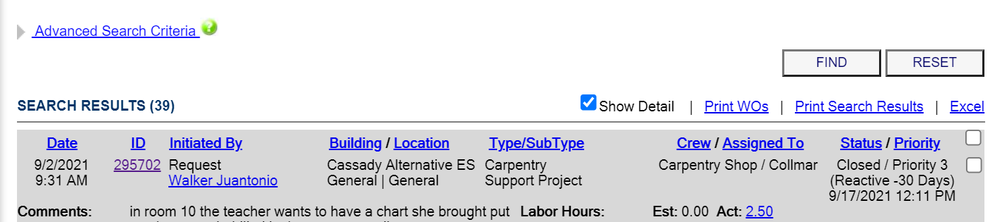 Advanced Search Criteria
FIND RESET
SEARCH RESULTS (39) Show Detail | Print WOs | Print Search Results | Excel
Date ID Initiated By Building / Location Type/SubType Crew / Assigned To Status / Priority
9/2/2021 295702 Request Cassady Alternative ES Carpentry Carpentry Shop / Collmar Closed / Priority 3
9:31 AM Walker Juantonio General | General Support Project (Reactive -30 Days)
9/17/2021 12:11 PM
Comments: in room 10 the teacher wants to have a chart she brought put Labor Hours: Est: 0.00 Act: 2.50